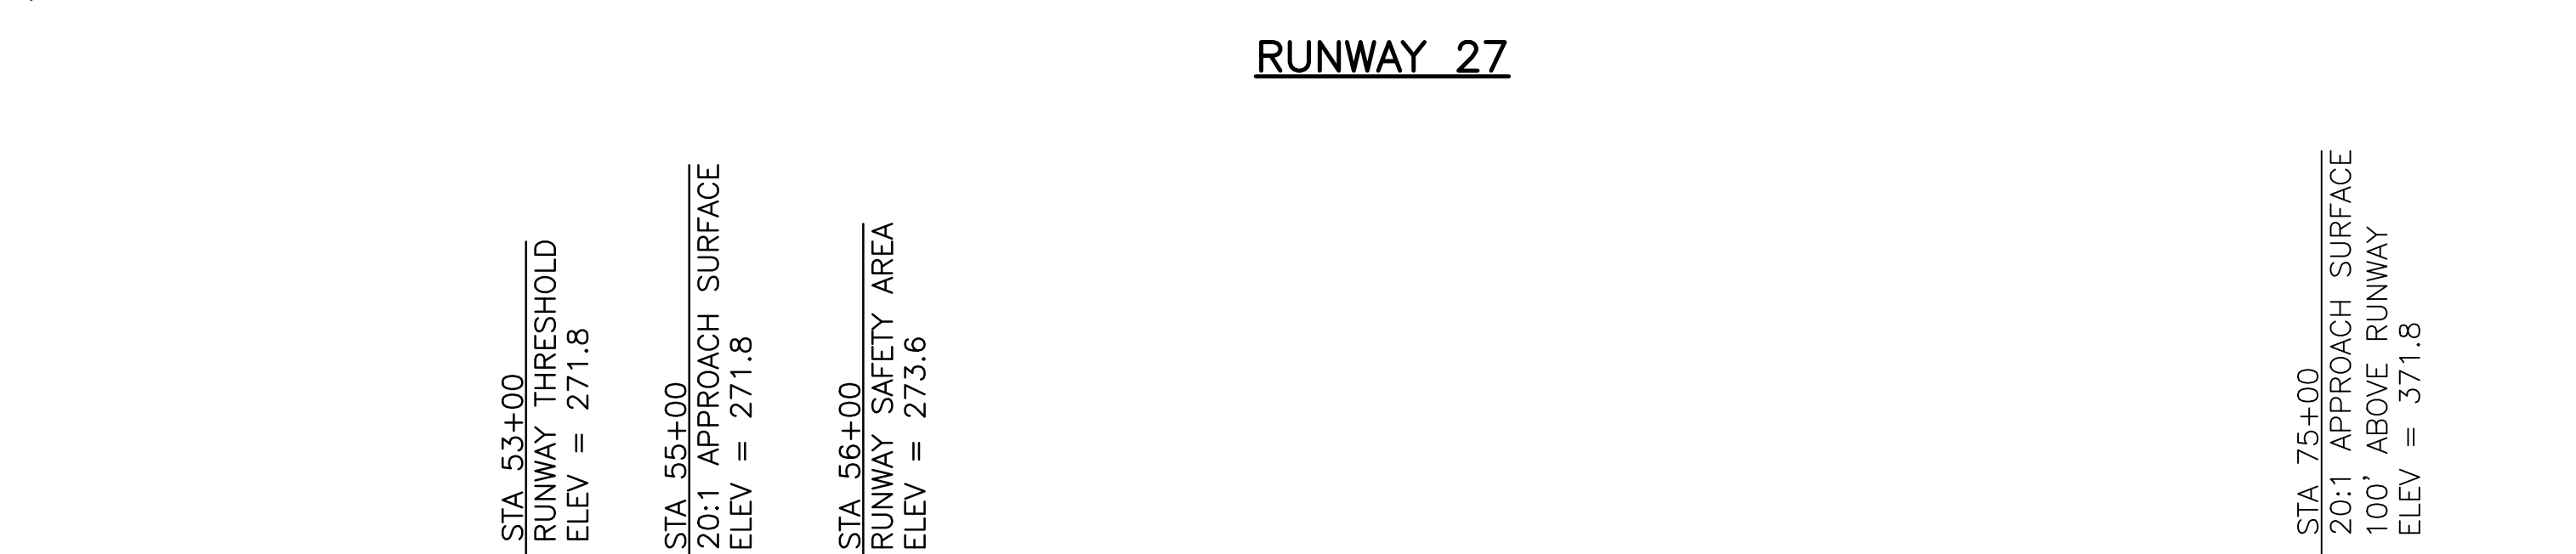 RUNWAY 27
STA 53+00
RUNWAY THRESHOLD
ELEV = 271.8
STA 55+00
20:1 APPROACH SURFACE
ELEV = 271.8
STA 56+00
RUNWAY SAFETY AREA
ELEV = 273.6
STA 75+00
20:1 APPROACH SURFACE
100' ABOVE RUNWAY
ELEV = 371.8